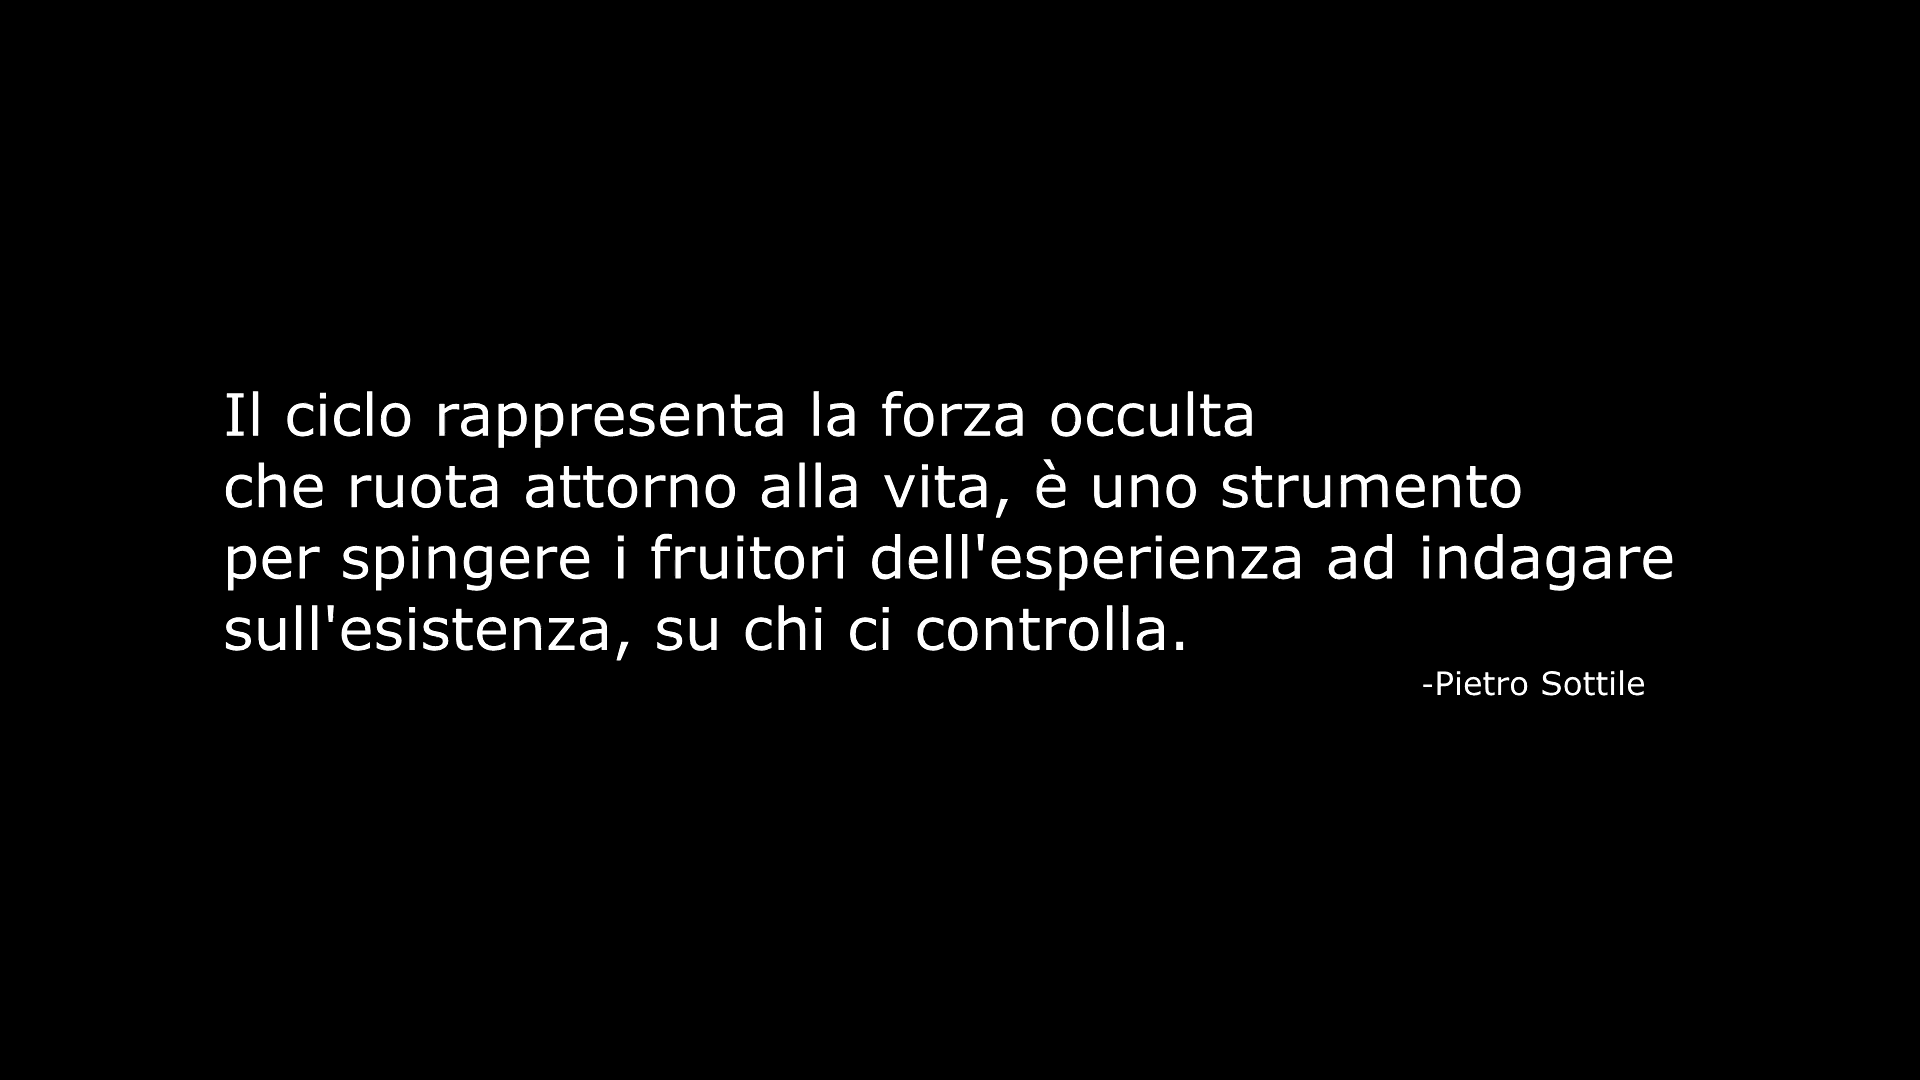 Il ciclo rappresenta la forza occulta
che ruota attorno alla vita, è uno strumento
per spingere i fruitori dell'esperienza ad indagare
sull'esistenza, su chi ci controlla.
-Pietro Sottile